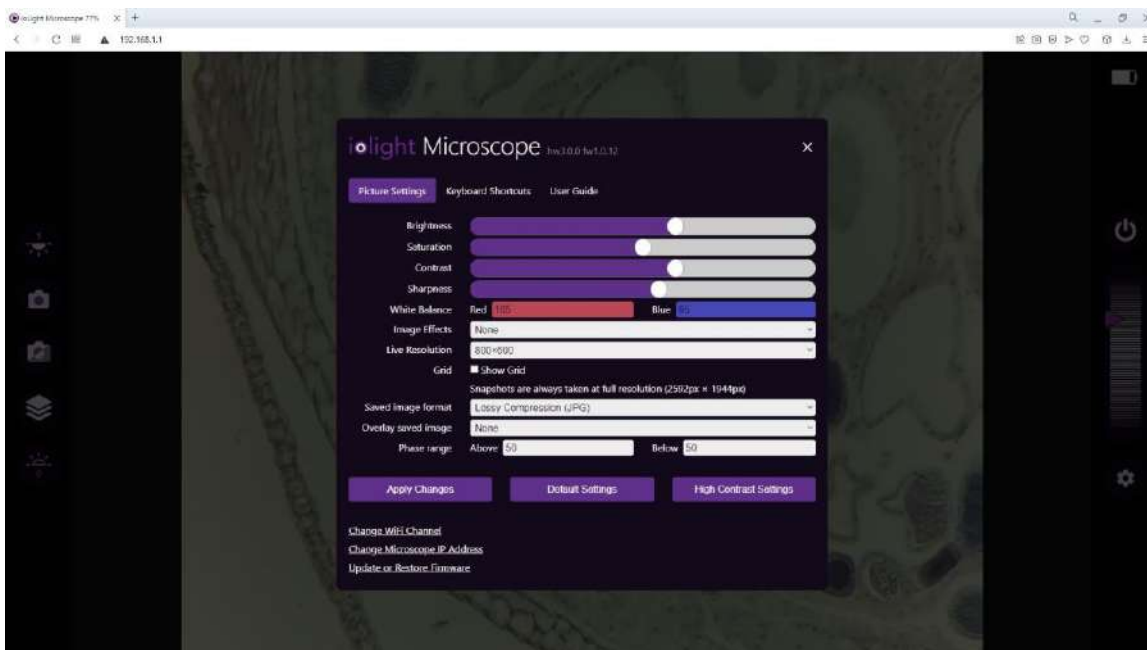 iolight Microscope 77%
192.168.1.1
iolight Microscope hw3.0.0 fw1.0.12
Picture Settings Keyboard Shortcuts User Guide
Brightness
Saturation
Contrast
Sharpness
White Balance Red 165 Blue 95
Image Effects None
Live Resolution 800×600
Grid Show Grid
Snapshots are always taken at full resolution (2592px × 1944px)
Saved image format Lossy Compression (JPG)
Overlay saved image None
Phase range Above 50 Below 50
Apply Changes Default Settings High Contrast Settings
Change WiFi Channel
Change Microscope IP Address
Update or Restore Firmware